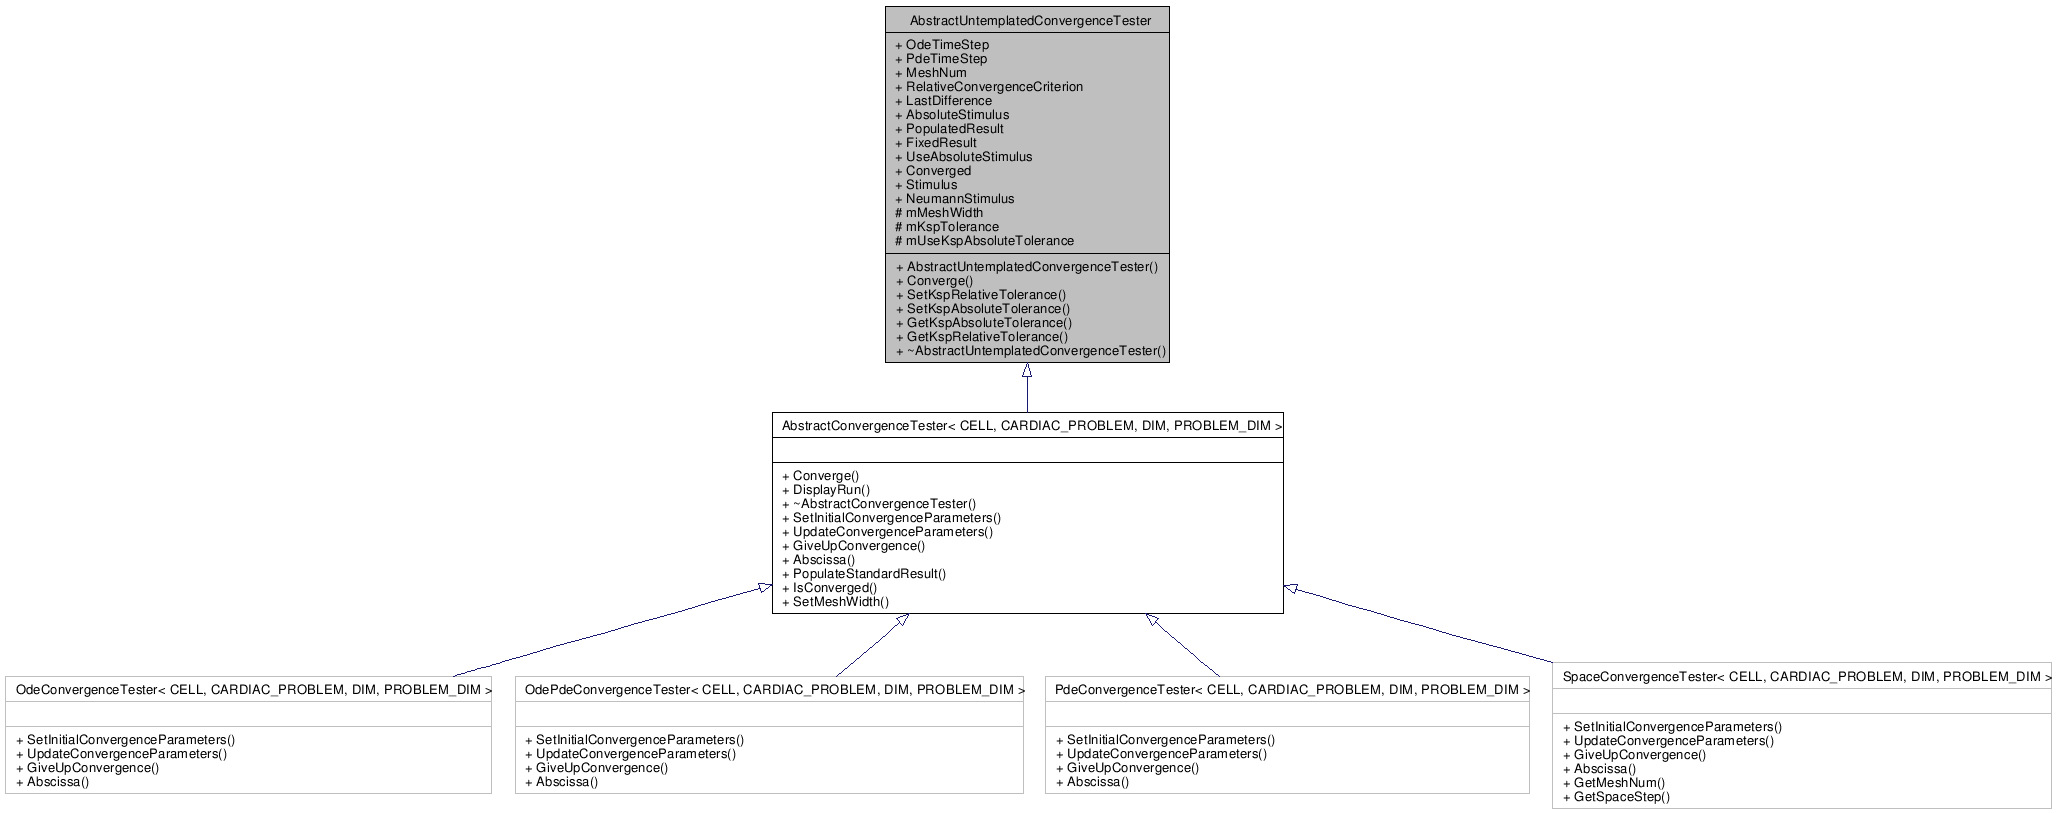 AbstractUntemplatedConvergenceTester
+ OdeTimeStep
+ PdeTimeStep
+ MeshNum
+ RelativeConvergenceCriterion
+ LastDifference
+ AbsoluteStimulus
+ PopulatedResult
+ FixedResult
+ UseAbsoluteStimulus
+ Converged
+ Stimulus
+ NeumannStimulus
# mMeshWidth
# mKspTolerance
# mUseKspAbsoluteTolerance
+ AbstractUntemplatedConvergenceTester()
+ Converge()
+ SetKspRelativeTolerance()
+ SetKspAbsoluteTolerance()
+ GetKspAbsoluteTolerance()
+ GetKspRelativeTolerance()
+ ~AbstractUntemplatedConvergenceTester()
AbstractConvergenceTester< CELL, CARDIAC_PROBLEM, DIM, PROBLEM_DIM >
+ Converge()
+ DisplayRun()
+ ~AbstractConvergenceTester()
+ SetInitialConvergenceParameters()
+ UpdateConvergenceParameters()
+ GiveUpConvergence()
+ Abscissa()
+ PopulateStandardResult()
+ IsConverged()
+ SetMeshWidth()
OdeConvergenceTester< CELL, CARDIAC_PROBLEM, DIM, PROBLEM_DIM >
+ SetInitialConvergenceParameters()
+ UpdateConvergenceParameters()
+ GiveUpConvergence()
+ Abscissa()
OdePdeConvergenceTester< CELL, CARDIAC_PROBLEM, DIM, PROBLEM_DIM >
+ SetInitialConvergenceParameters()
+ UpdateConvergenceParameters()
+ GiveUpConvergence()
+ Abscissa()
PdeConvergenceTester< CELL, CARDIAC_PROBLEM, DIM, PROBLEM_DIM >
+ SetInitialConvergenceParameters()
+ UpdateConvergenceParameters()
+ GiveUpConvergence()
+ Abscissa()
SpaceConvergenceTester< CELL, CARDIAC_PROBLEM, DIM, PROBLEM_DIM >
+ SetInitialConvergenceParameters()
+ UpdateConvergenceParameters()
+ GiveUpConvergence()
+ Abscissa()
+ GetMeshNum()
+ GetSpaceStep()